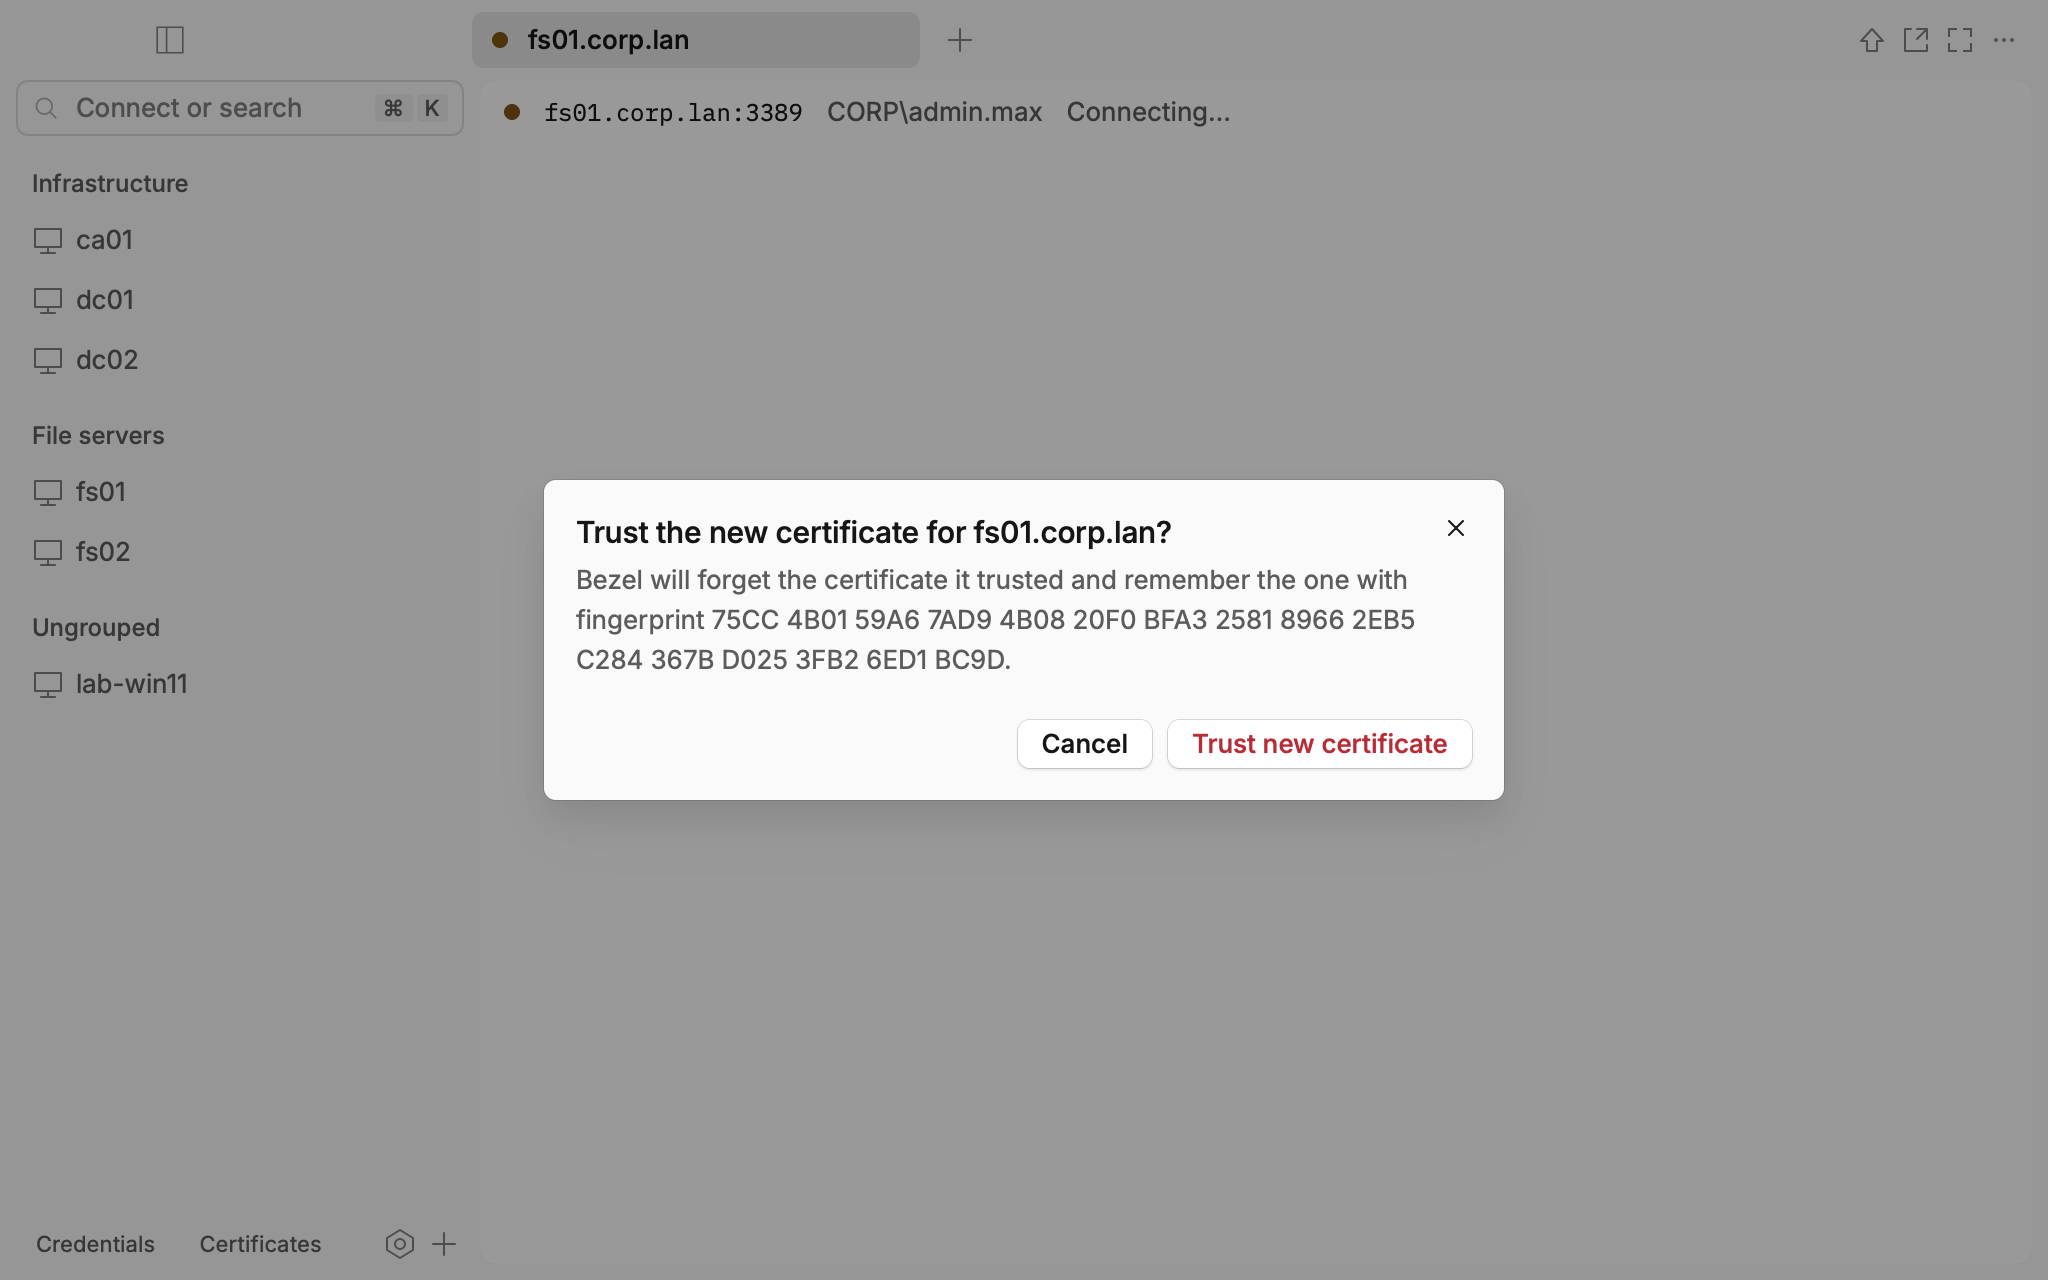 fs01.corp.lan
Connect or search ⌘ K
fs01.corp.lan:3389 CORP\admin.max Connecting...
Infrastructure
ca01
dc01
dc02
File servers
fs01
fs02
Ungrouped
lab-win11
Trust the new certificate for fs01.corp.lan?
Bezel will forget the certificate it trusted and remember the one with
fingerprint 75CC 4B01 59A6 7AD9 4B08 20F0 BFA3 2581 8966 2EB5
C284 367B D025 3FB2 6ED1 BC9D.
Cancel Trust new certificate
Credentials Certificates